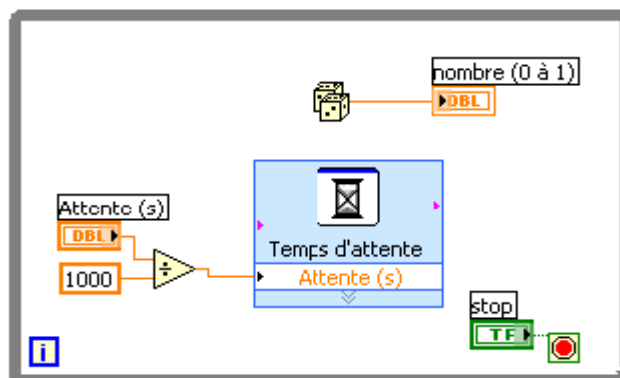 nombre (0 à 1)
DBL
Attente (s)
DBL
1000
Temps d'attente
Attente (s)
stop
TF
i